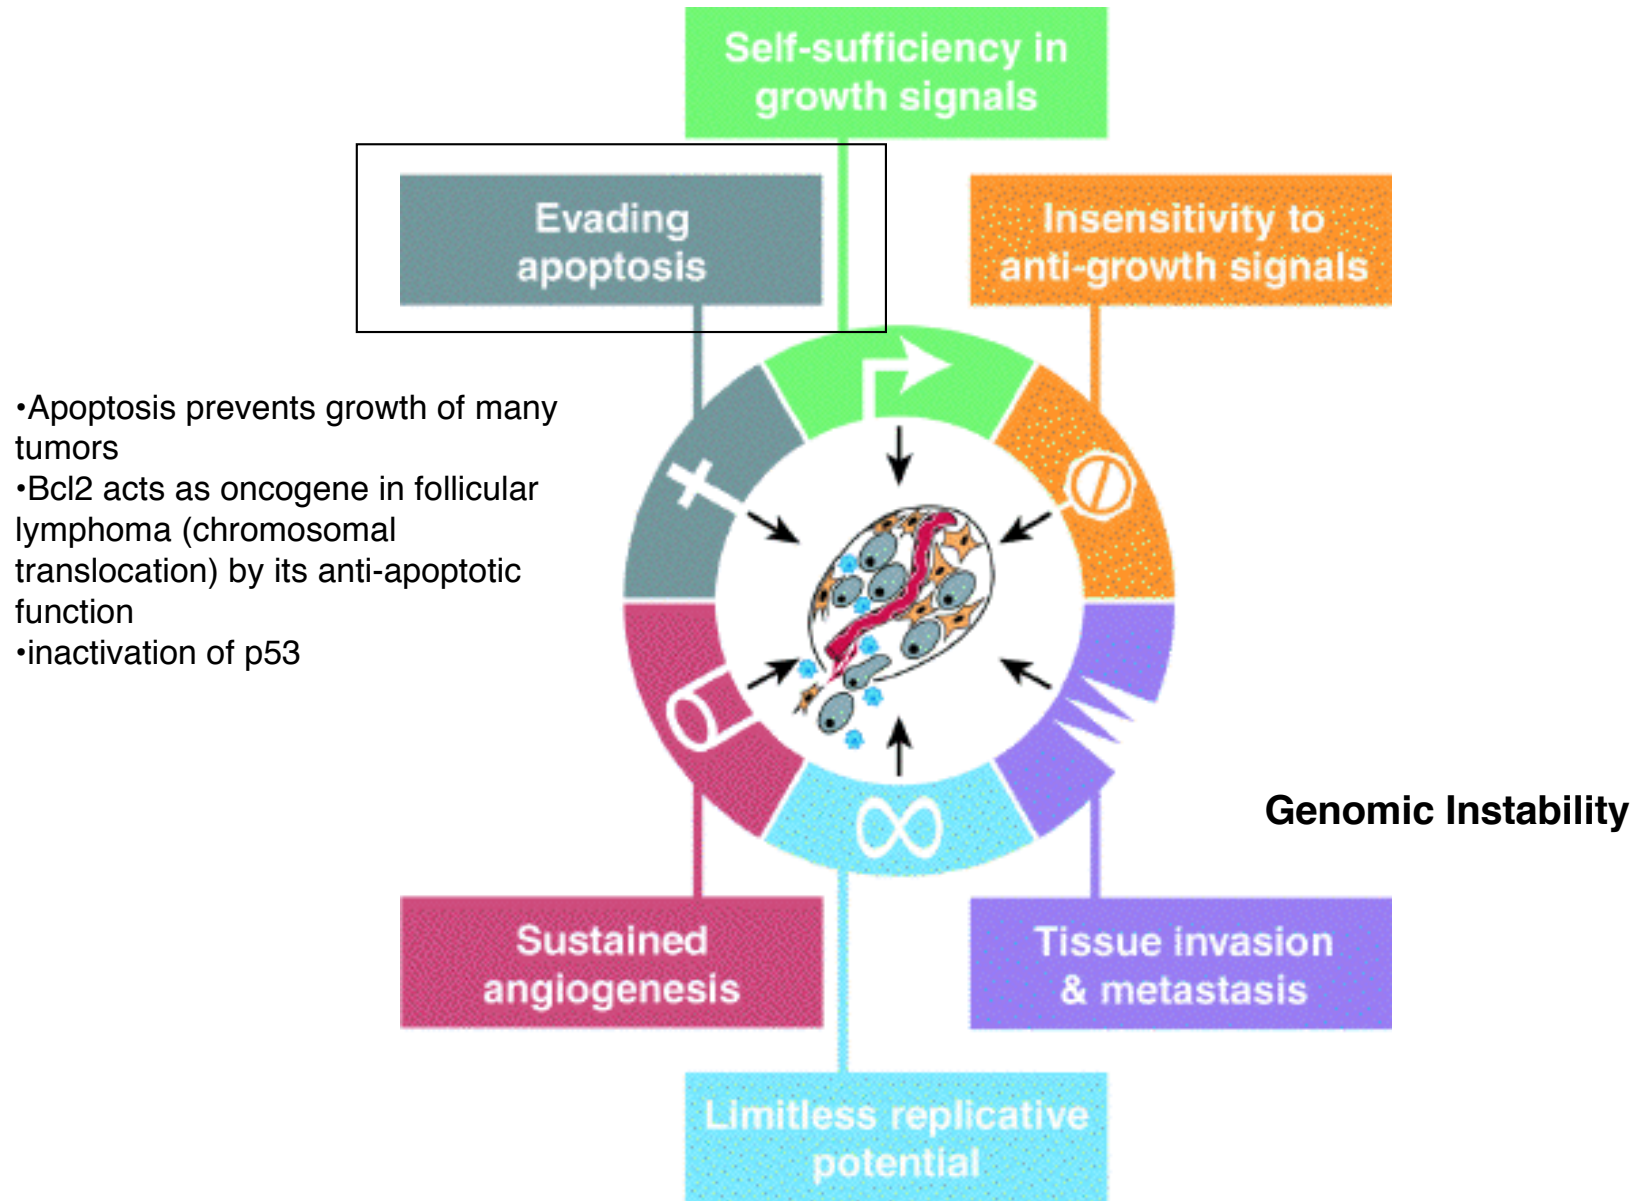 Self-sufficiency in
growth signals
Evading
apoptosis
Insensitivity to
anti-growth signals
•Apoptosis prevents growth of many
tumors
•Bcl2 acts as oncogene in follicular
lymphoma (chromosomal
translocation) by its anti-apoptotic
function
•inactivation of p53
Genomic Instability
Sustained
angiogenesis
Tissue invasion
& metastasis
Limitless replicative
potential